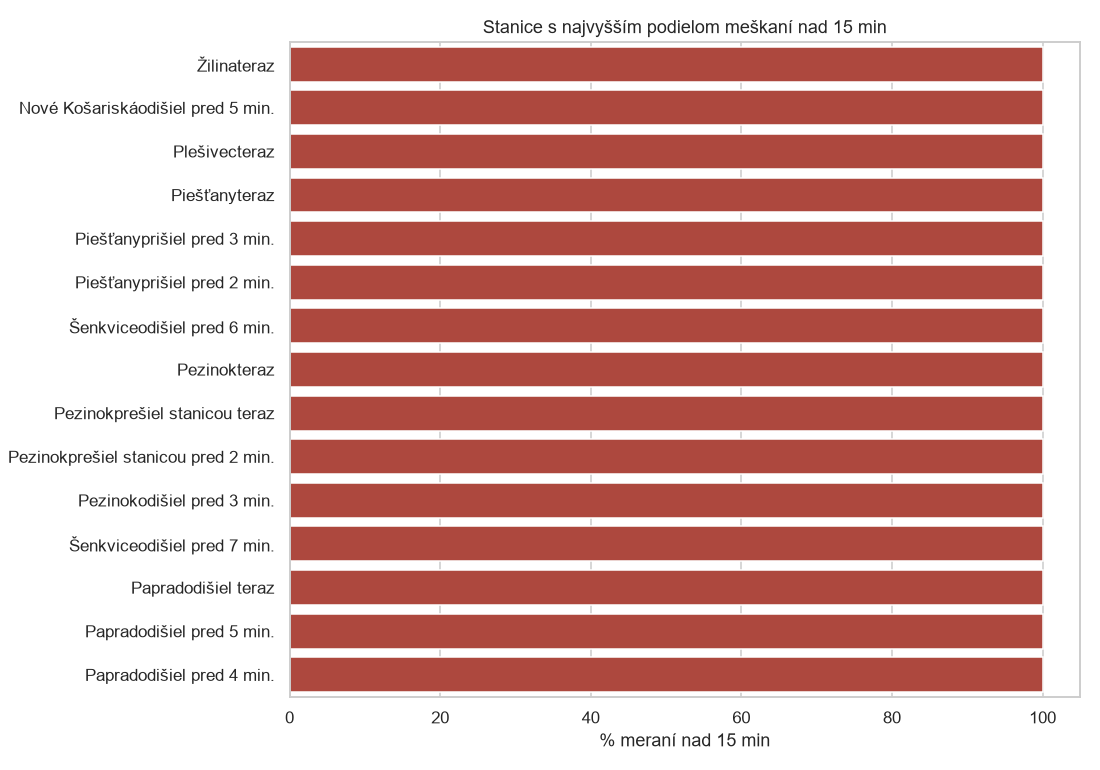 Stanice s najvyšším podielom meškaní nad 15 min
Žilinateraz
Nové Košariskáodišiel pred 5 min.
Plešivecteraz
Piešťanyteraz
Piešťanyprišiel pred 3 min.
Piešťanyprišiel pred 2 min.
Šenkviceodišiel pred 6 min.
Pezinokteraz
Pezinokprešiel stanicou teraz
Pezinokprešiel stanicou pred 2 min.
Pezinokodišiel pred 3 min.
Šenkviceodišiel pred 7 min.
Papradodišiel teraz
Papradodišiel pred 5 min.
Papradodišiel pred 4 min.
0 20 40 60 80 100
% meraní nad 15 min